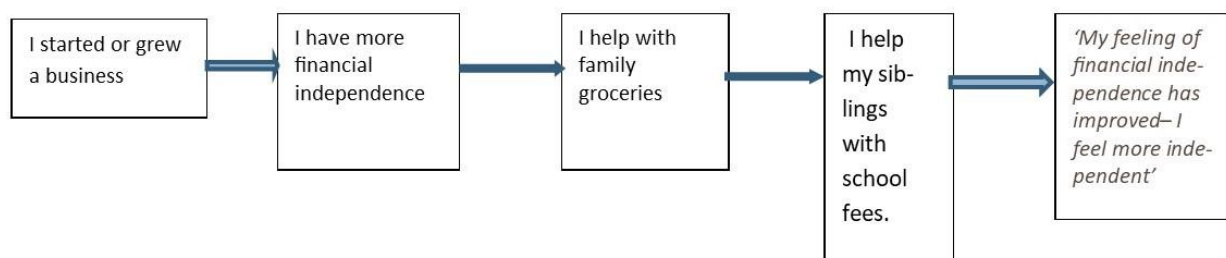 I started or grew
a business
I have more
financial
independence
I help with
family
groceries
I help
my sib-
lings
with
school
fees.
‘My feeling of
financial inde-
pendence has
improved– I
feel more inde-
pendent’